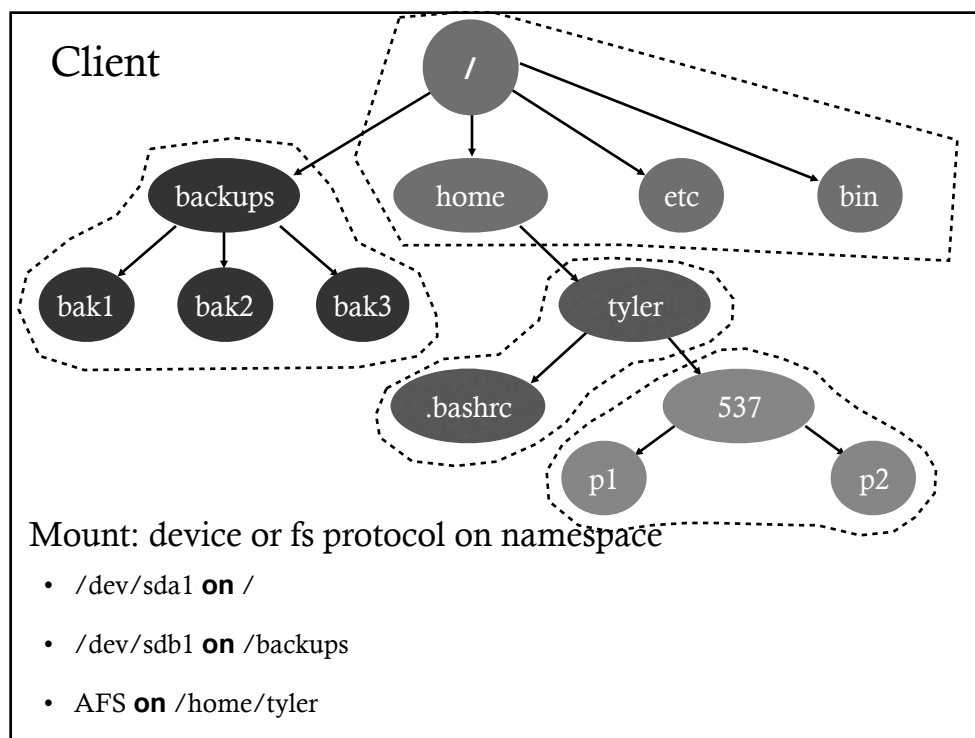 Client
/
backups
home
etc
bin
bak1
bak2
bak3
tyler
.bashrc
537
p1
p2
Mount: device or fs protocol on namespace
• /dev/sda1 on /
• /dev/sdb1 on /backups
• AFS on /home/tyler